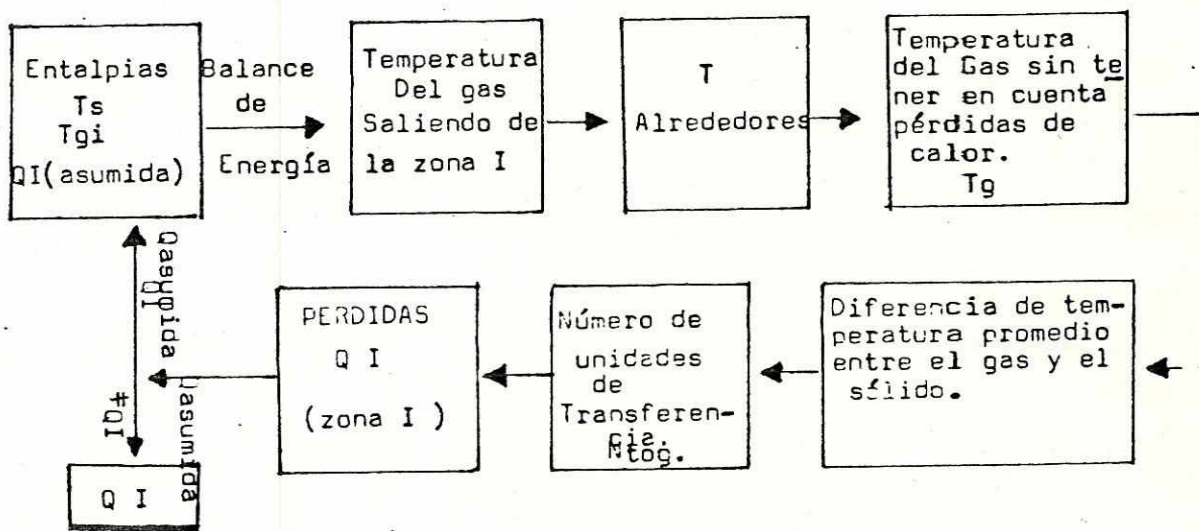 Entalpias
Ts
Tgi
QI(asumida)
Balance
de
Energía
Temperatura
Del gas
Saliendo de
la zona I
T
Alrededores
Temperatura
del Gas sin te
ner en cuenta
pérdidas de
calor.
Tg
Diferencia de tem-
peratura promedio
entre el gas y el
sólido.
Número de
unidades
de
Transferen-
cia.
Ntog.
PERDIDAS
Q I
(zona I )
Qasumida
QI
Qasumida
≠QI
Q I